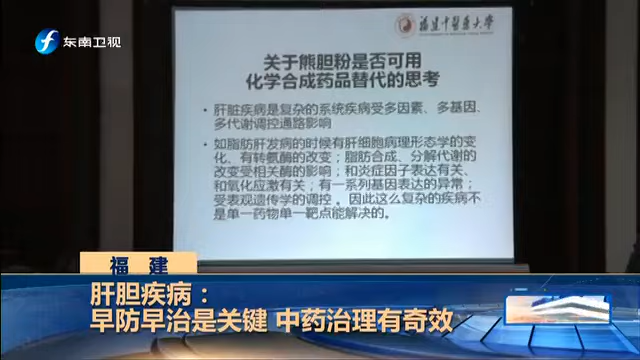 东南卫视
福建中医药大学
关于熊胆粉是否可用
化学合成药品替代的思考
• 肝脏疾病是复杂的系统疾病受多因素、多基因、
多代谢调控通路影响
• 如脂肪肝发病的时候有肝细胞病理形态学的变
化、有转氨酶的改变；脂肪合成、分解代谢的
改变受相关酶的影响；和炎症因子表达有关、
和氧化应激有关；有一系列基因表达的异常；
受表观遗传学的调控 。因此这么复杂的疾病不
是单一药物单一靶点能解决的。
福 建
肝胆疾病：
早防早治是关键 中药治理有奇效